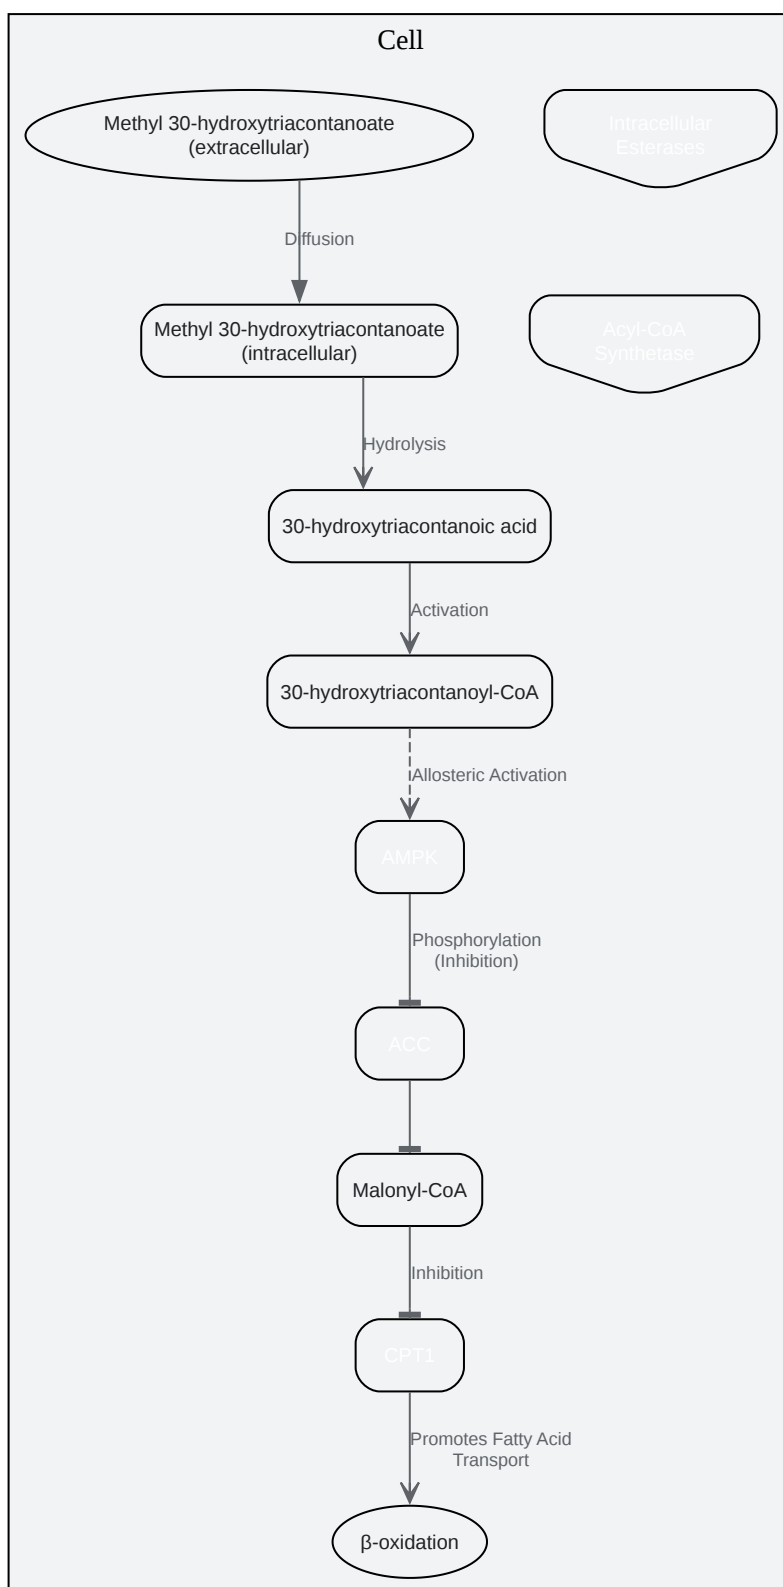 Cell
Methyl 30-hydroxytriacontanoate
(extracellular)
Intracellular
Esterases
Diffusion
Methyl 30-hydroxytriacontanoate
(intracellular)
Acyl-CoA
Synthetase
Hydrolysis
30-hydroxytriacontanoic acid
Activation
30-hydroxytriacontanoyl-CoA
Allosteric Activation
AMPK
Phosphorylation
(Inhibition)
ACC
Malonyl-CoA
Inhibition
CPT1
Promotes Fatty Acid
Transport
β-oxidation